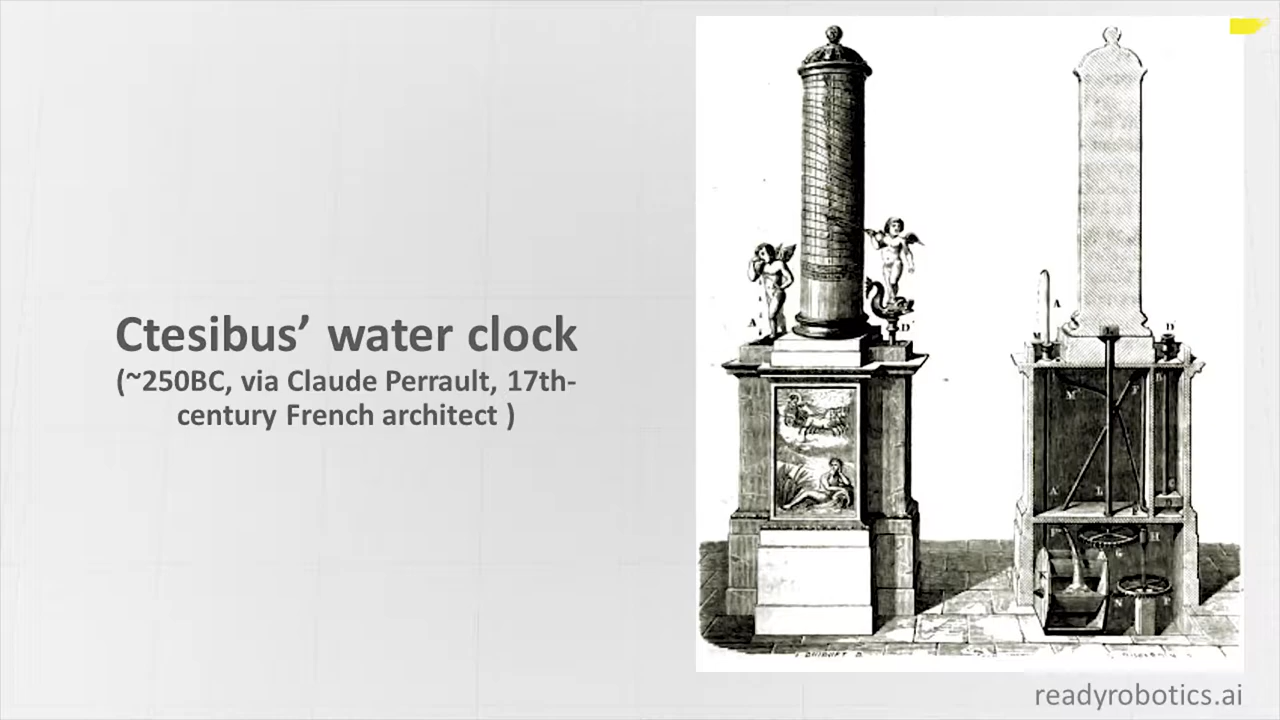 Ctesibus’ water clock
(~250BC, via Claude Perrault, 17th-
century French architect )
A
D
A
M
D
M
F
A
L
H
G
N
readyrobotics.ai